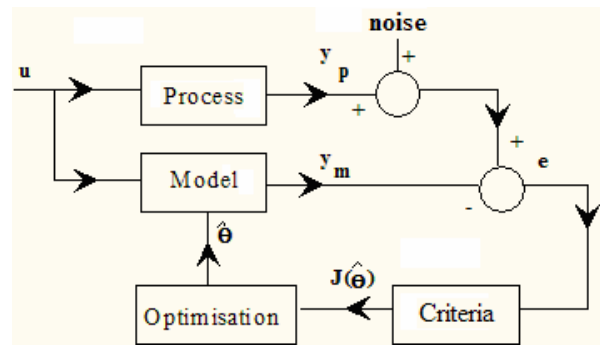 noise
u
y
p
+
+
Process
+
y
m
e
Model
-
θ̂
J(θ̂)
Optimisation
Criteria